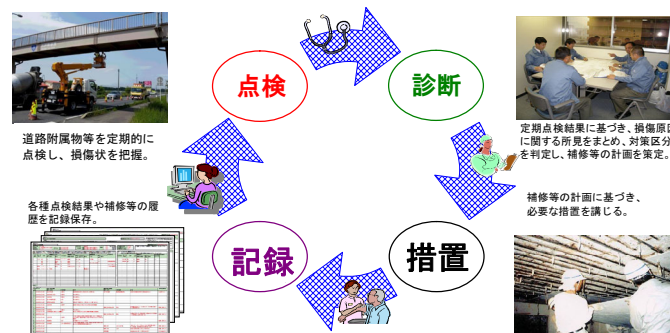 点検
診断
道路附属物等を定期的に
点検し、損傷状を把握。
定期点検結果に基づき、損傷原因
に関する所見をまとめ、対策区分
を判定し、補修等の計画を策定。
各種点検結果や補修等の履
歴を記録保存。
補修等の計画に基づき、
必要な措置を講じる。
記録
措置